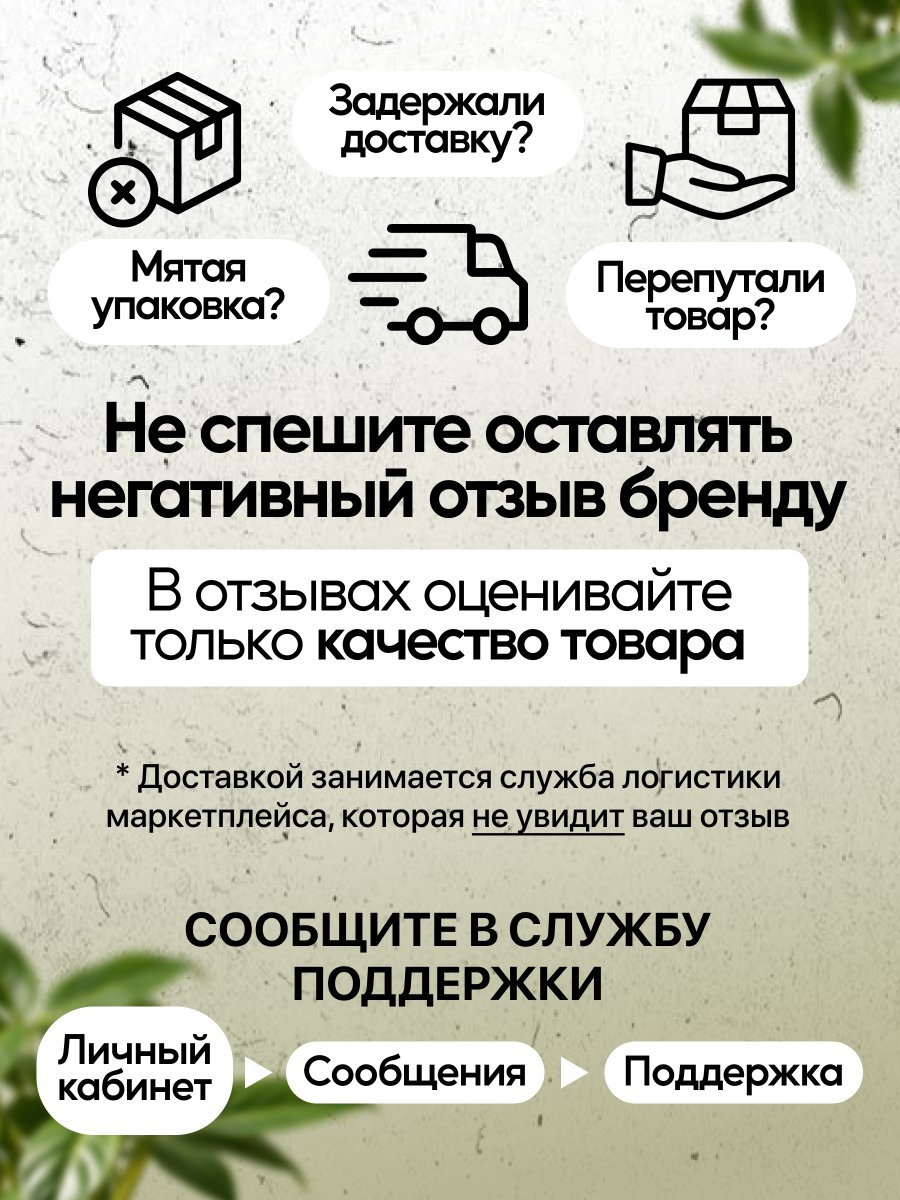 Задержали
доставку?
Мятая
упаковка?
Перепутали
товар?
Не спешите оставлять
негативный отзыв бренду
В отзывах оценивайте
только качество товара
* Доставкой занимается служба логистики
маркетплейса, которая не увидит ваш отзыв
СООБЩИТЕ В СЛУЖБУ
ПОДДЕРЖКИ
Личный
кабинет
Сообщения
Поддержка